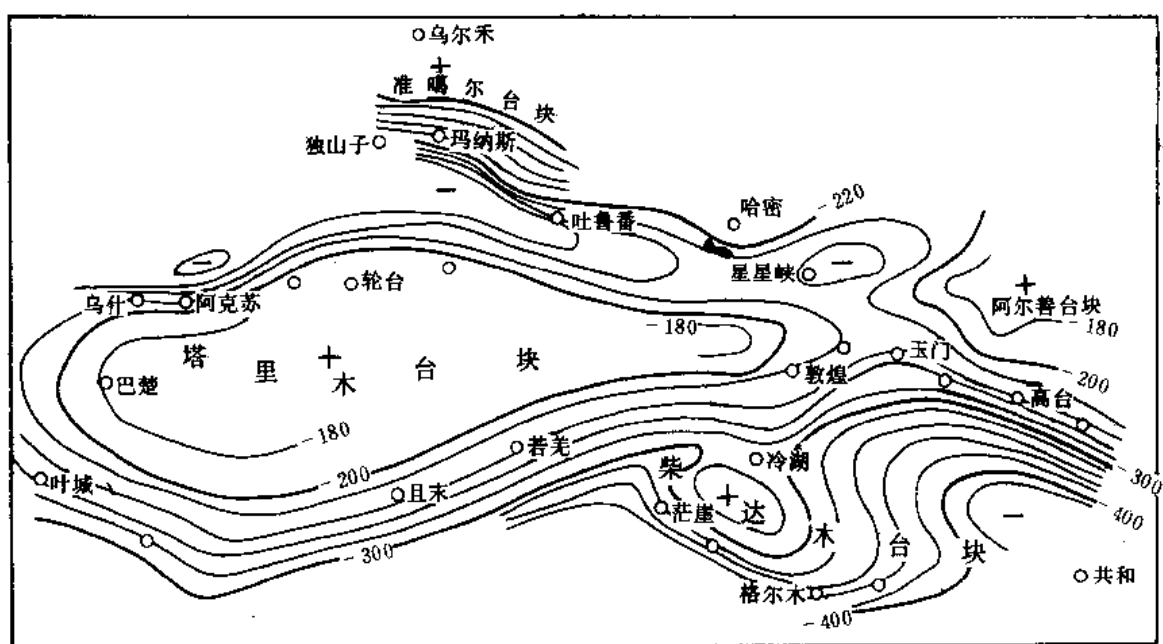 乌尔禾
准噶尔台块
独山子
玛纳斯
吐鲁番
哈密
-220
星星峡
阿尔善台块
-180
轮台
乌什
阿克苏
-180
塔里木台块
巴楚
敦煌
玉门
-200
高台
-180
若羌
柴达木台块
冷湖
-200
叶城
且末
茫崖
-300
-400
-300
格尔木
共和
-400